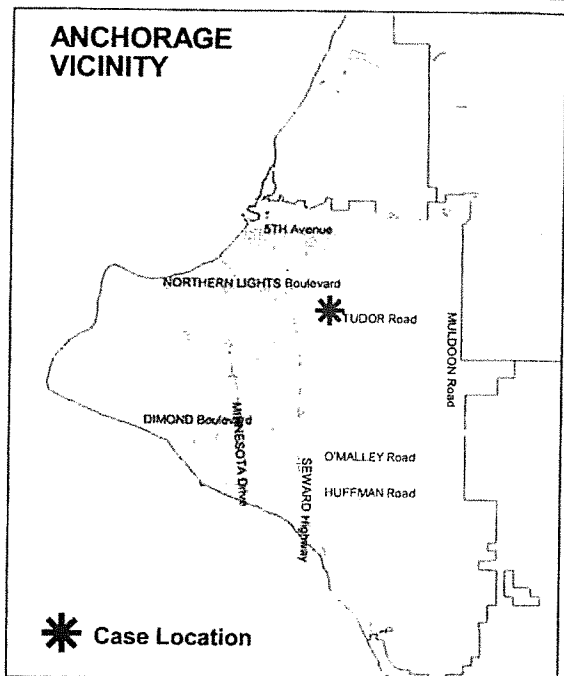 ANCHORAGE
VICINITY
5TH Avenue
NORTHERN LIGHTS Boulevard
TUDOR Road
MULDOON Road
DIMOND Boulevard
MINNESOTA Drive
O'MALLEY Road
SEWARD Highway
HUFFMAN Road
Case Location